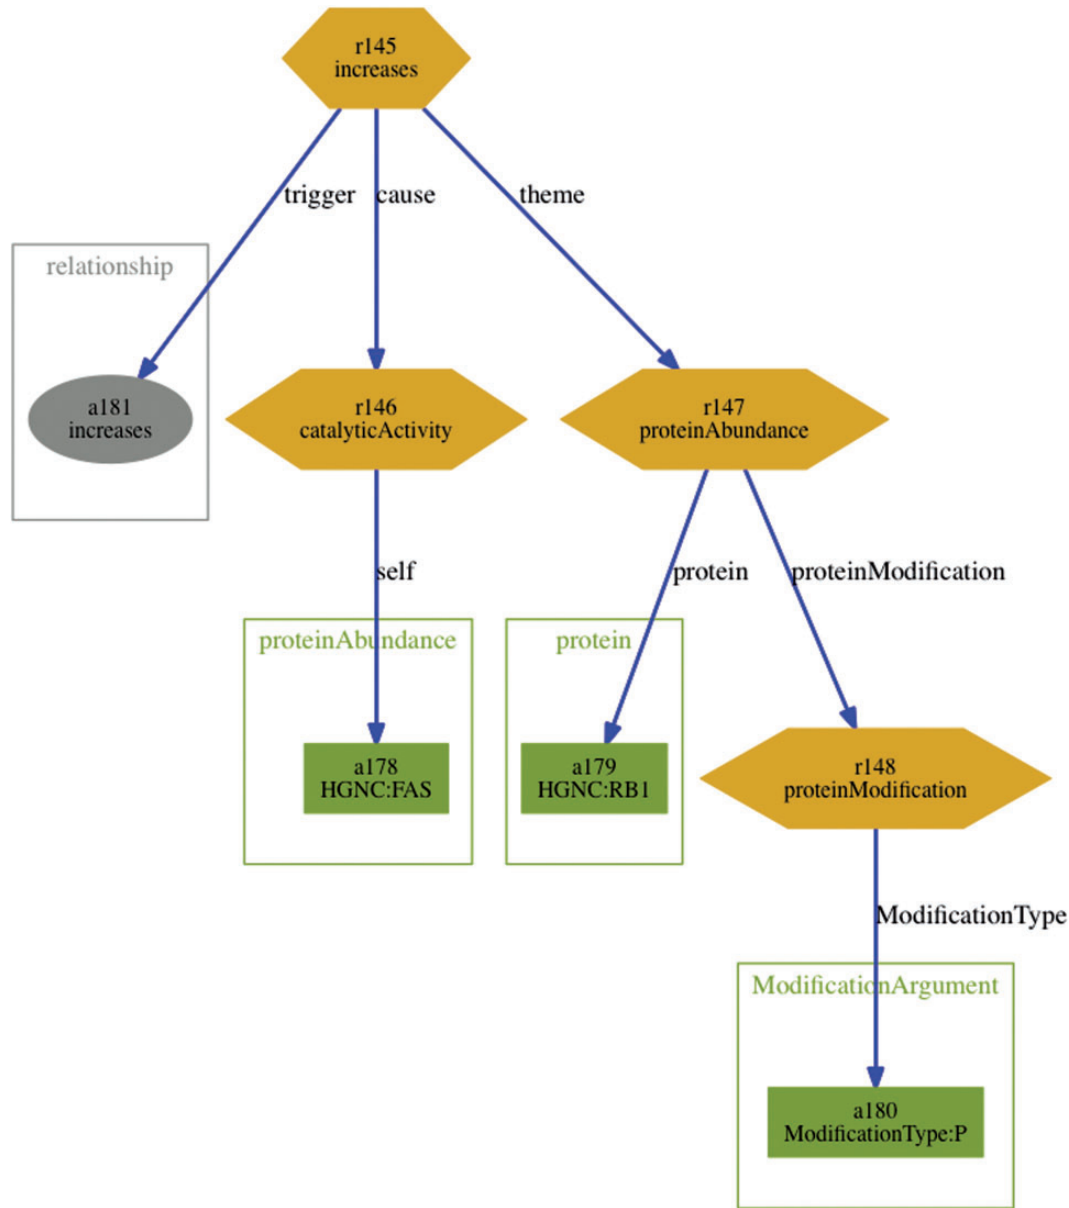 r145
increases
trigger
cause
theme
relationship
a181
increases
r146
catalyticActivity
r147
proteinAbundance
self
protein
proteinModification
proteinAbundance
protein
a178
HGNC:FAS
a179
HGNC:RB1
r148
proteinModification
ModificationType
ModificationArgument
a180
ModificationType:P